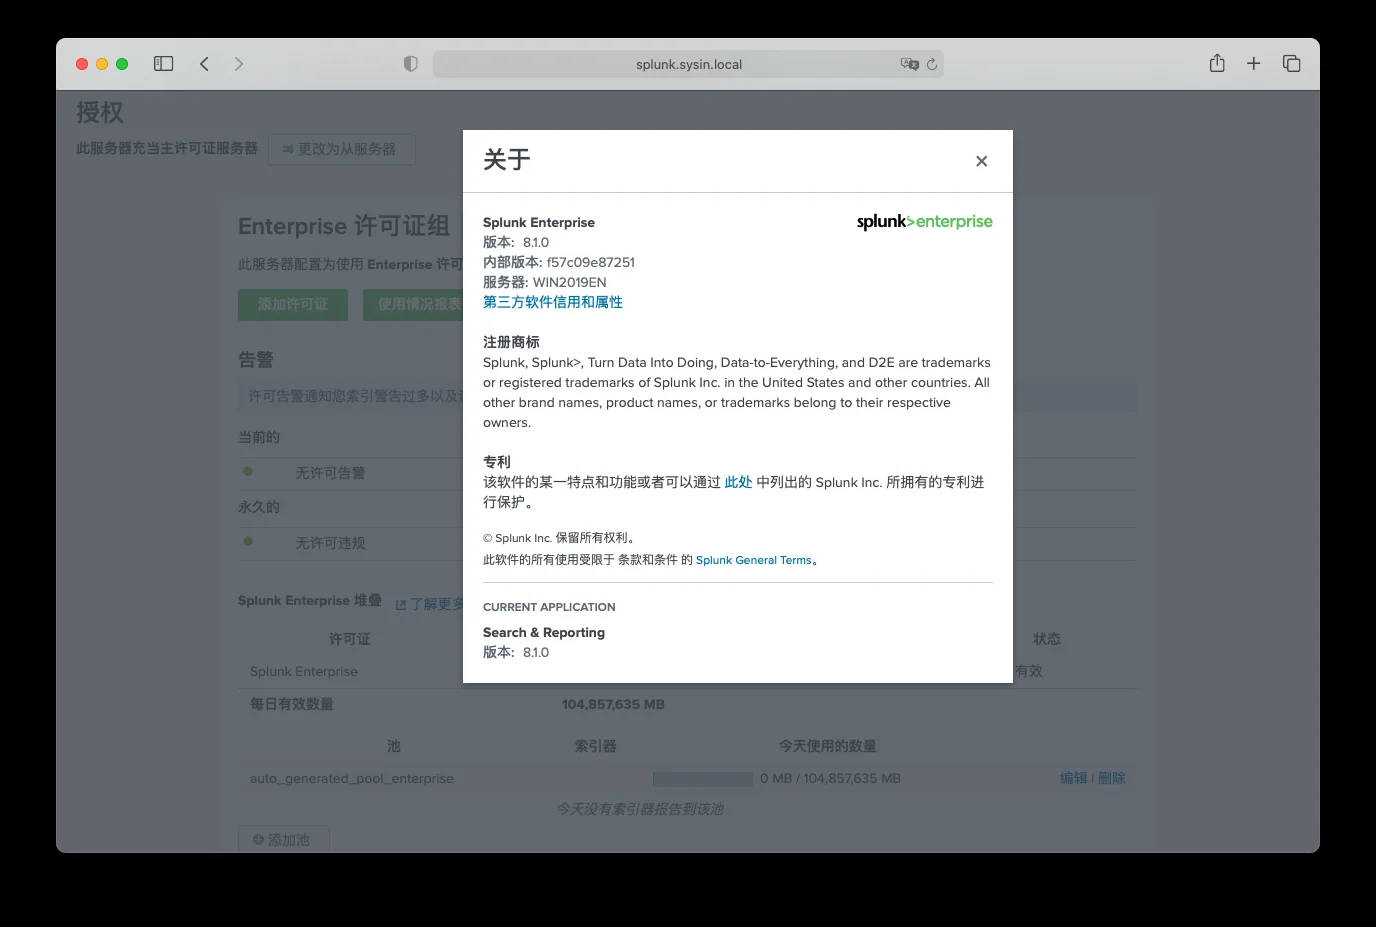 splunk.sysin.local
授权
此服务器充当主许可证服务器 更改为从服务器
Enterprise 许可证组
此服务器配置为使用 Enterprise 许可
添加许可证 使用情况报表
告警
许可告警通知您索引警告过多以及
当前的
无许可告警
永久的
无许可违规
Splunk Enterprise 堆叠 了解更多
许可证 状态
Splunk Enterprise 有效
每日有效数量 104,857,635 MB
池 索引器 今天使用的数量
auto_generated_pool_enterprise 0 MB / 104,857,635 MB 编辑 | 删除
今天没有索引器报告到该池
添加池
关于
Splunk Enterprise splunk>enterprise
版本: 8.1.0
内部版本: f57c09e87251
服务器: WIN2019EN
第三方软件信用和属性
注册商标
Splunk, Splunk>, Turn Data Into Doing, Data-to-Everything, and D2E are trademarks
or registered trademarks of Splunk Inc. in the United States and other countries. All
other brand names, product names, or trademarks belong to their respective
owners.
专利
该软件的某一特点和功能或者可以通过 此处 中列出的 Splunk Inc. 所拥有的专利进
行保护。
© Splunk Inc. 保留所有权利。
此软件的所有使用受限于 条款和条件 的 Splunk General Terms。
CURRENT APPLICATION
Search & Reporting
版本: 8.1.0